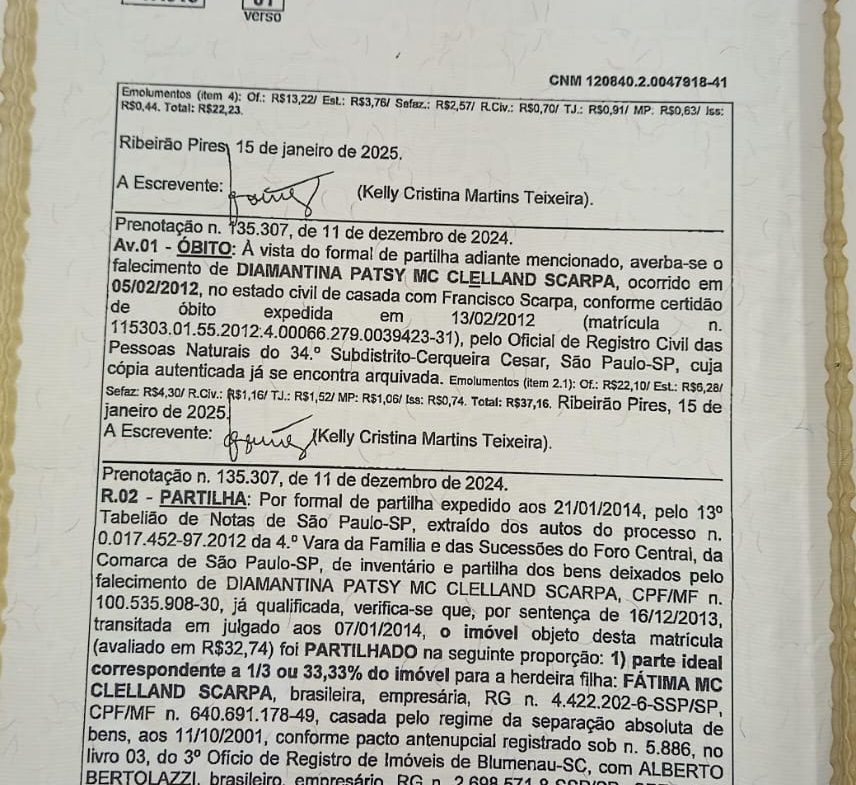 01
verso
CNM 120840.2.0047918-41
Emolumentos (item 4): Of.: R$13,22/ Est.: R$3,76/ Sefaz.: R$2,57/ R.Civ.: R$0,70/ TJ.: R$0,91/ MP: R$0,63/ Iss:
R$0,44. Total: R$22,23.
Ribeirão Pires, 15 de janeiro de 2025.
A Escrevente: (Kelly Cristina Martins Teixeira).
Prenotação n. 135.307, de 11 de dezembro de 2024.
Av.01 - ÓBITO: À vista do formal de partilha adiante mencionado, averba-se o
falecimento de DIAMANTINA PATSY MC CLELLAND SCARPA, ocorrido em
05/02/2012, no estado civil de casada com Francisco Scarpa, conforme certidão
de óbito expedida em 13/02/2012 (matrícula n.
115303.01.55.2012.4.00066.279.0039423-31), pelo Oficial de Registro Civil das
Pessoas Naturais do 34.º Subdistrito-Cerqueira Cesar, São Paulo-SP, cuja
cópia autenticada já se encontra arquivada. Emolumentos (item 2.1): Of.: R$22,10/ Est.: R$6,28/
Sefaz: R$4,30/ R.Civ.: R$1,16/ TJ.: R$1,52/ MP: R$1,06/ Iss: R$0,74. Total: R$37,16. Ribeirão Pires, 15 de
janeiro de 2025.
A Escrevente: (Kelly Cristina Martins Teixeira).
Prenotação n. 135.307, de 11 de dezembro de 2024.
R.02 - PARTILHA: Por formal de partilha expedido aos 21/01/2014, pelo 13º
Tabelião de Notas de São Paulo-SP, extraído dos autos do processo n.
0.017.452-97.2012 da 4.º Vara da Família e das Sucessões do Foro Central, da
Comarca de São Paulo-SP, de inventário e partilha dos bens deixados pelo
falecimento de DIAMANTINA PATSY MC CLELLAND SCARPA, CPF/MF n.
100.535.908-30, já qualificada, verifica-se que, por sentença de 16/12/2013,
transitada em julgado aos 07/01/2014, o imóvel objeto desta matrícula
(avaliado em R$32,74) foi PARTILHADO na seguinte proporção: 1) parte ideal
correspondente a 1/3 ou 33,33% do imóvel para a herdeira filha: FÁTIMA MC
CLELLAND SCARPA, brasileira, empresária, RG n. 4.422.202-6-SSP/SP,
CPF/MF n. 640.691.178-49, casada pelo regime da separação absoluta de
bens, aos 11/10/2001, conforme pacto antenupcial registrado sob n. 5.886, no
livro 03, do 3º Ofício de Registro de Imóveis de Blumenau-SC, com ALBERTO
BERTOLAZZI, brasileiro, empresário, RG n.